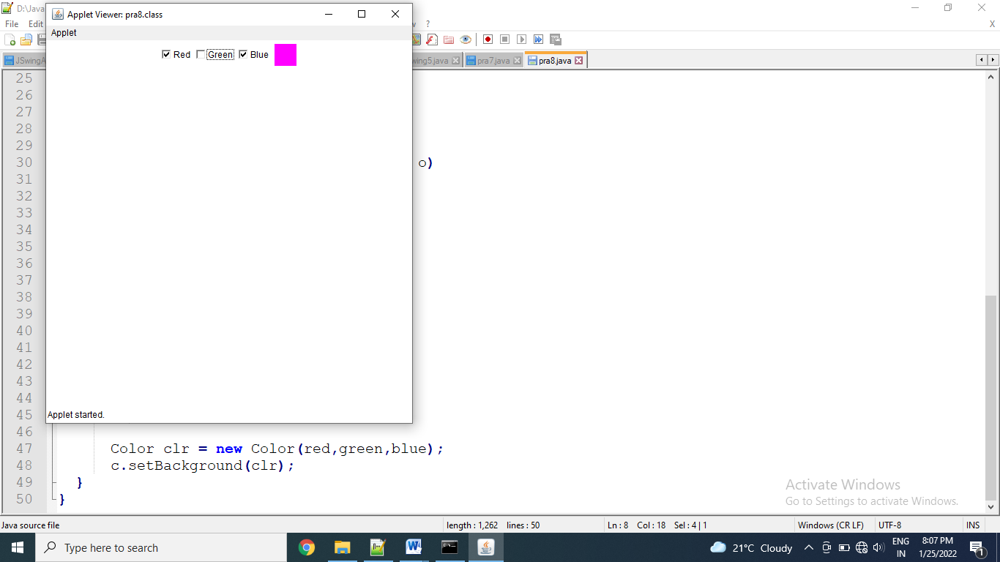 D:\Java
Applet Viewer: pra8.class
File Edit
?
X
Applet
Red Green Blue
JSwingA
wing5.java pra7.java pra8.java
25
26
27
28
29
30 o)
31
32
33
34
35
36
37
38
39
40
41
42
43
44
45
Applet started.
46
47 Color clr = new Color(red,green,blue);
48 c.setBackground(clr);
49 }
50 }
Activate Windows
Go to Settings to activate Windows.
Java source file length : 1,262 lines : 50 Ln : 8 Col : 18 Sel : 4 | 1 Windows (CR LF) UTF-8 INS
Type here to search
21°C Cloudy
ENG
IN
8:07 PM
1/25/2022
1